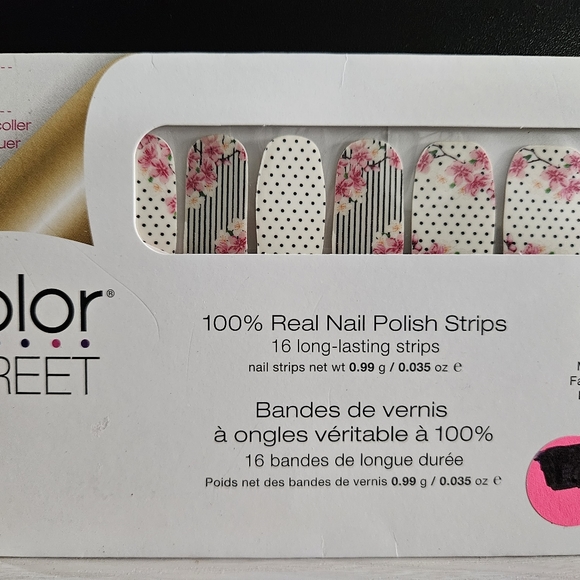 coller
uer
olor®
REET
100% Real Nail Polish Strips
16 long-lasting strips
nail strips net wt 0.99 g / 0.035 oz e
Bandes de vernis
à ongles véritable à 100%
16 bandes de longue durée
Poids net des bandes de vernis 0.99 g / 0.035 oz e
Fa